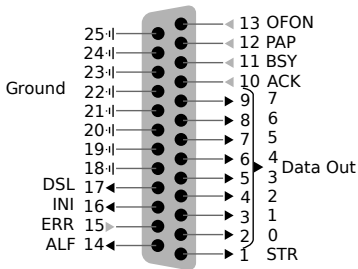 13 OFON
25
12 PAP
24
11 BSY
23
10 ACK
22
Ground
9 7
21
8 6
20
7 5
19
6 4
18
Data Out
5 3
DSL 17
4 2
INI 16
3 1
ERR 15
2 0
ALF 14
1 STR